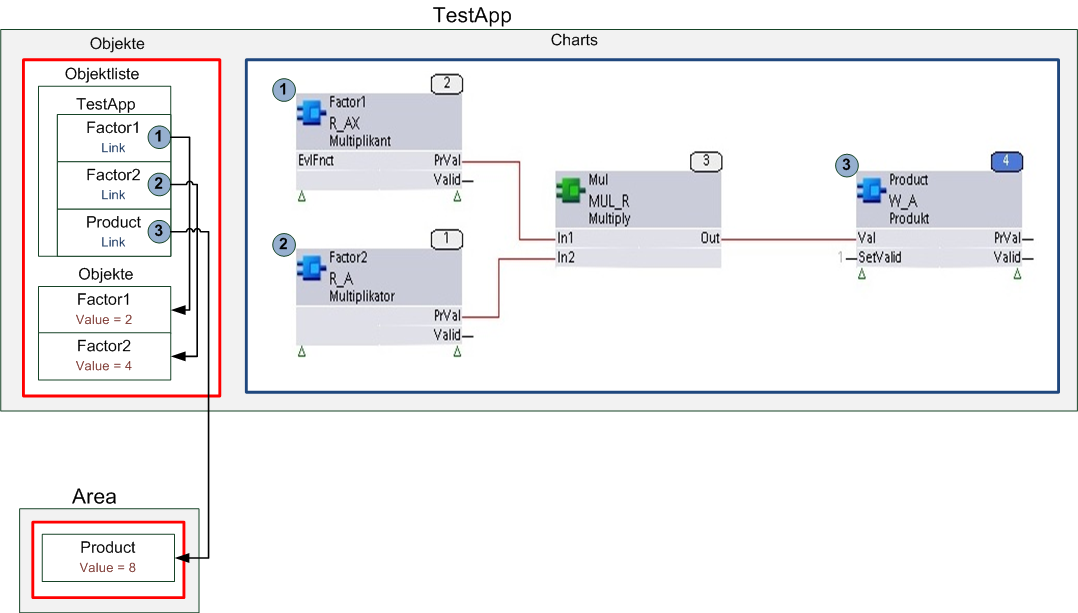 TestApp
Objekte
Objektliste
TestApp
Factor1
Link
1
Factor2
Link
2
Product
Link
3
Objekte
Factor1
Value = 2
Factor2
Value = 4
Charts
1
2
Factor1
R_AX
Multiplikant
EvlFnct PrVal
Valid
2
1
Factor2
R_A
Multiplikator
PrVal
Valid
3
Mul
MUL_R
Multiply
In1 Out
In2
3
4
Product
W_A
Produkt
Val PrVal
1 SetValid Valid
Area
Product
Value = 8